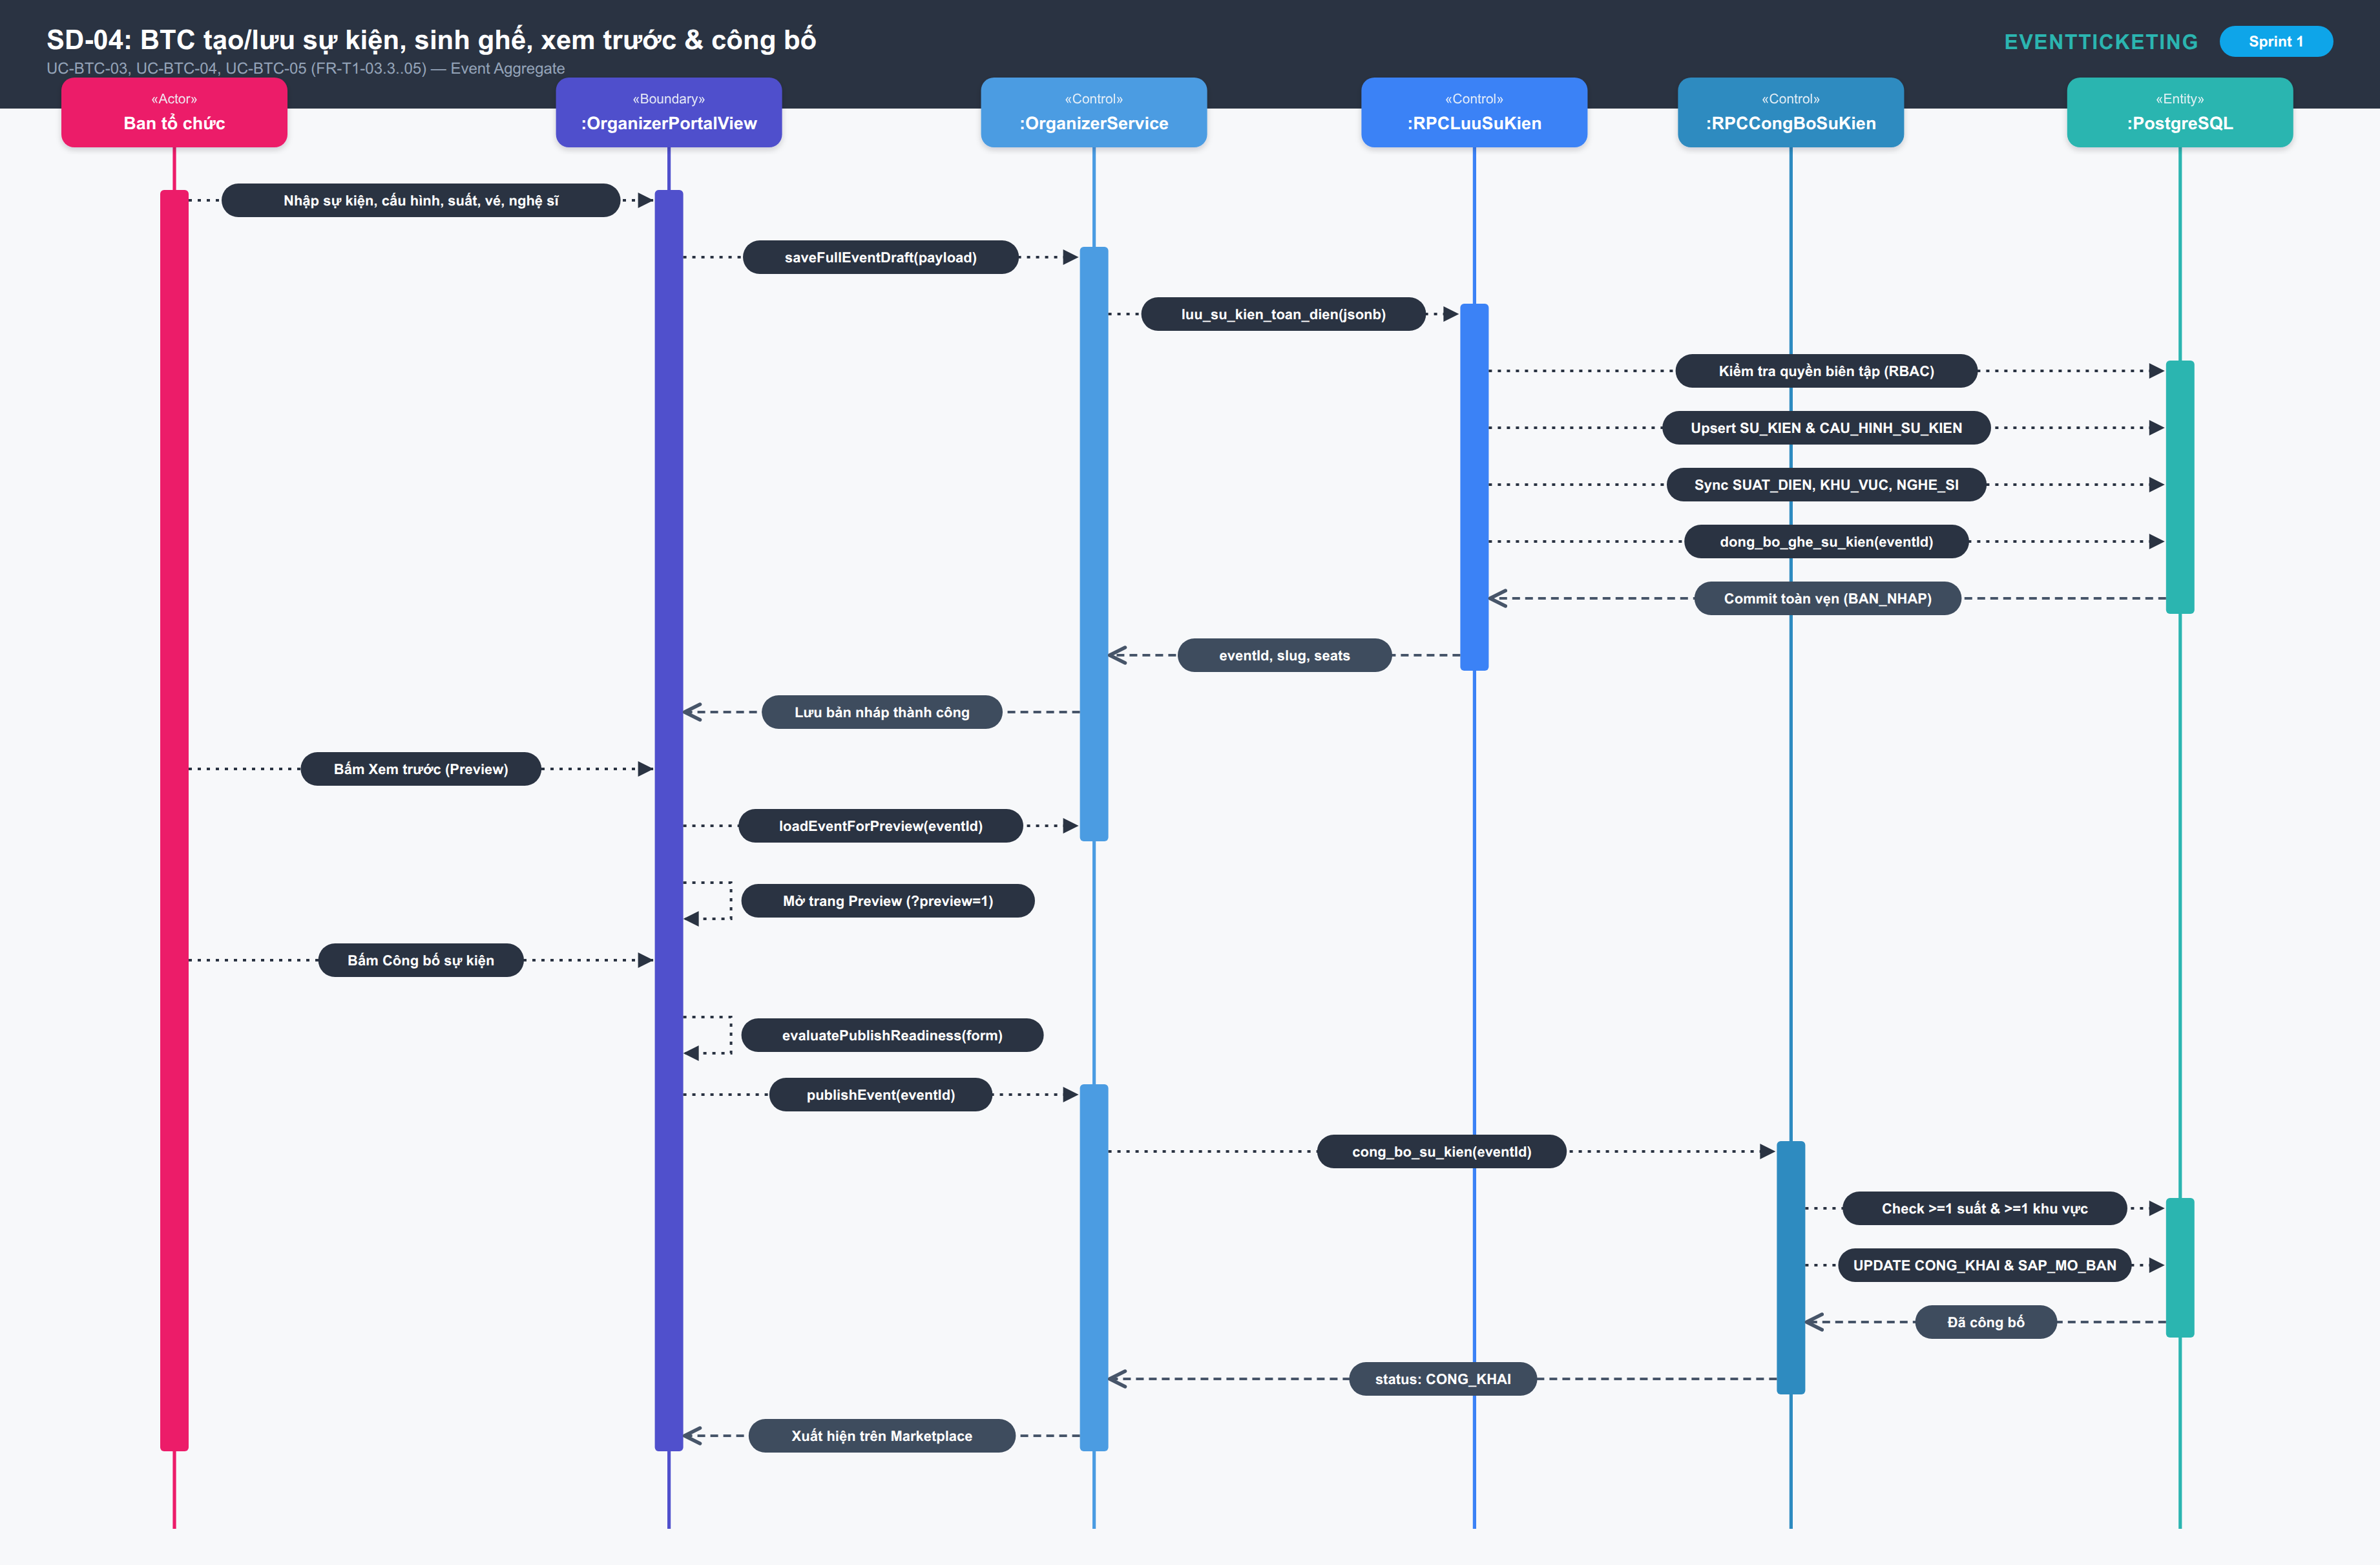 SD-04: BTC tạo/lưu sự kiện, sinh ghế, xem trước & công bố
EVENTTICKETING
Sprint 1
UC-BTC-03, UC-BTC-04, UC-BTC-05 (FR-T1-03.3..05) — Event Aggregate
«Actor»
Ban tổ chức
«Boundary»
:OrganizerPortalView
«Control»
:OrganizerService
«Control»
:RPCLuuSuKien
«Control»
:RPCCongBoSuKien
«Entity»
:PostgreSQL
Nhập sự kiện, cấu hình, suất, vé, nghệ sĩ
saveFullEventDraft(payload)
luu_su_kien_toan_dien(jsonb)
Kiểm tra quyền biên tập (RBAC)
Upsert SU_KIEN & CAU_HINH_SU_KIEN
Sync SUAT_DIEN, KHU_VUC, NGHE_SI
dong_bo_ghe_su_kien(eventId)
Commit toàn vẹn (BAN_NHAP)
eventId, slug, seats
Lưu bản nháp thành công
Bấm Xem trước (Preview)
loadEventForPreview(eventId)
Mở trang Preview (?preview=1)
Bấm Công bố sự kiện
evaluatePublishReadiness(form)
publishEvent(eventId)
cong_bo_su_kien(eventId)
Check >=1 suất & >=1 khu vực
UPDATE CONG_KHAI & SAP_MO_BAN
Đã công bố
status: CONG_KHAI
Xuất hiện trên Marketplace